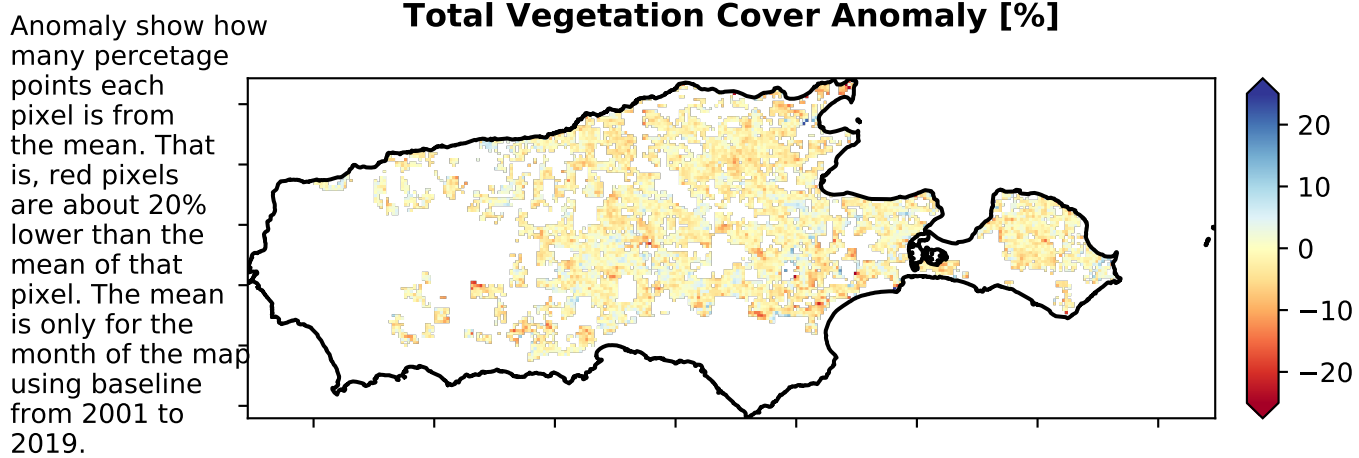 Total Vegetation Cover Anomaly [%]
Anomaly show how
many percetage
points each
pixel is from
the mean. That
is, red pixels
are about 20%
lower than the
mean of that
pixel. The mean
is only for the
month of the map
using baseline
from 2001 to
2019.
20
10
0
−10
−20